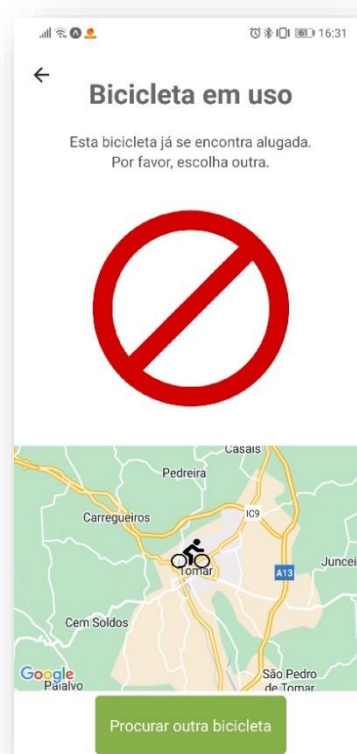 61 16:31
Bicicleta em uso
Esta bicicleta já se encontra alugada.
Por favor, escolha outra.
Casais
Pedreira
IC9
Carregueiros
Juncei
Tomar
A13
Cem Soldos
Google
São Pedro
Paialvo
de Tomar
Procurar outra bicicleta